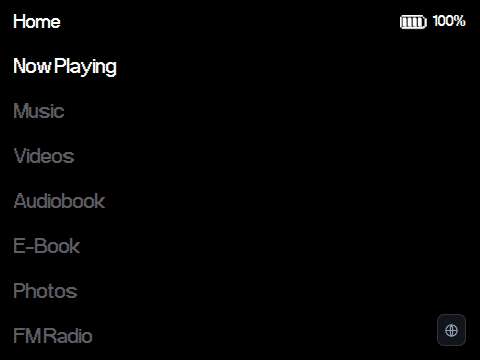 Home
100%
Now Playing
Music
Videos
Audiobook
E-Book
Photos
FM Radio